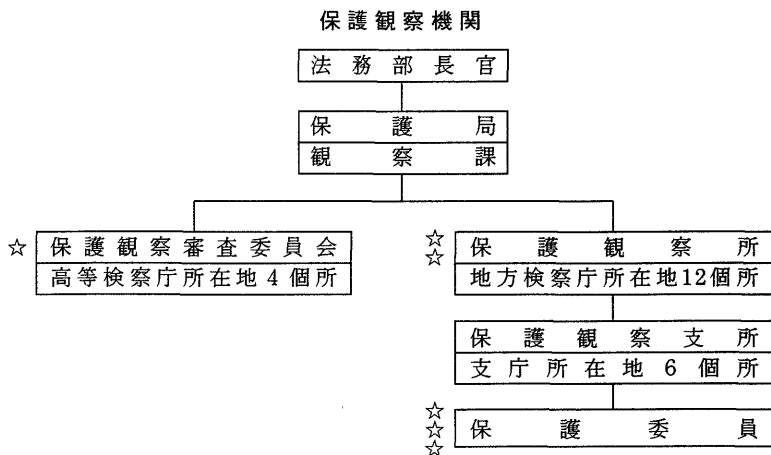 保護観察機関
法務部長官
保護局
観察課
☆ 保護観察審査委員会
高等検察庁所在地4個所
☆☆ 保護観察所
地方検察庁所在地12個所
保護観察支所
支庁所在地6個所
☆☆☆ 保護委員